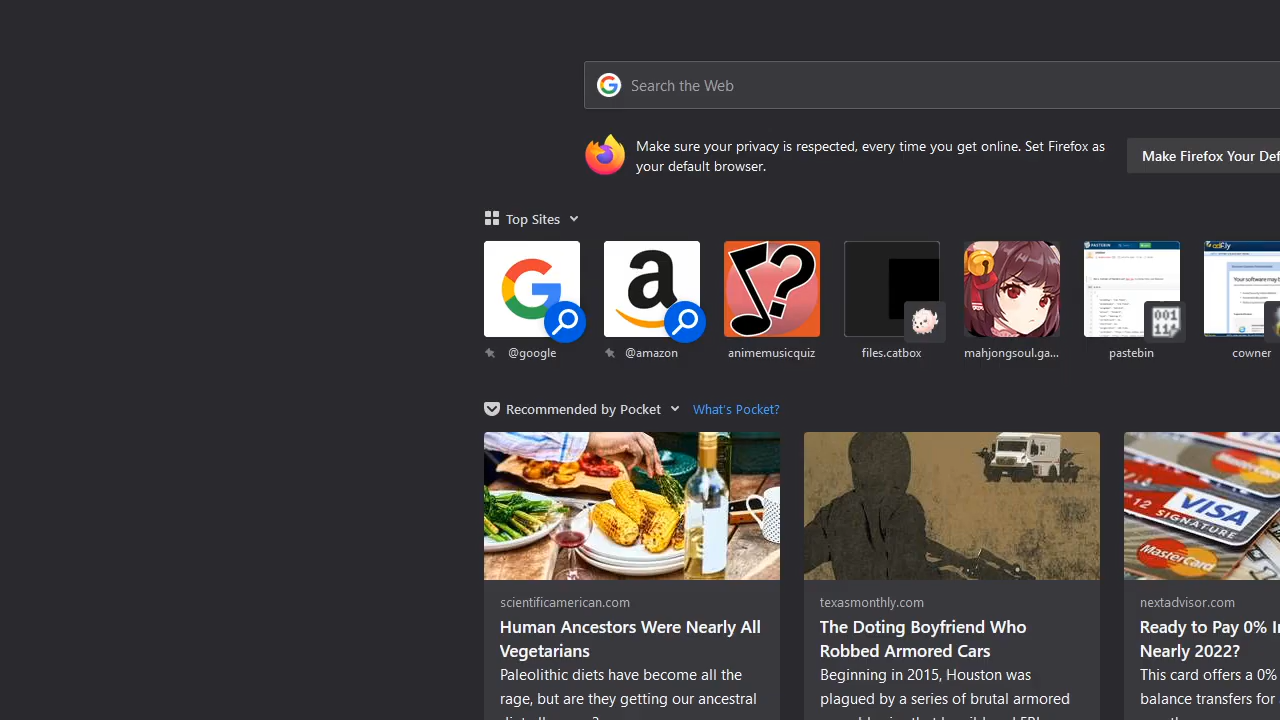 Search the Web
Make sure your privacy is respected, every time you get online. Set Firefox as
your default browser.
Make Firefox Your Def
Top Sites
@google
@amazon
animemusicquiz
files.catbox
mahjongsoul.ga...
pastebin
cowner
Recommended by Pocket
What's Pocket?
VISA
SIGNATURE
MasterCard
scientificamerican.com
Human Ancestors Were Nearly All
Vegetarians
Paleolithic diets have become all the
rage, but are they getting our ancestral
texasmonthly.com
The Doting Boyfriend Who
Robbed Armored Cars
Beginning in 2015, Houston was
plagued by a series of brutal armored
nextadvisor.com
Ready to Pay 0% In
Nearly 2022?
This card offers a 0%
balance transfers for